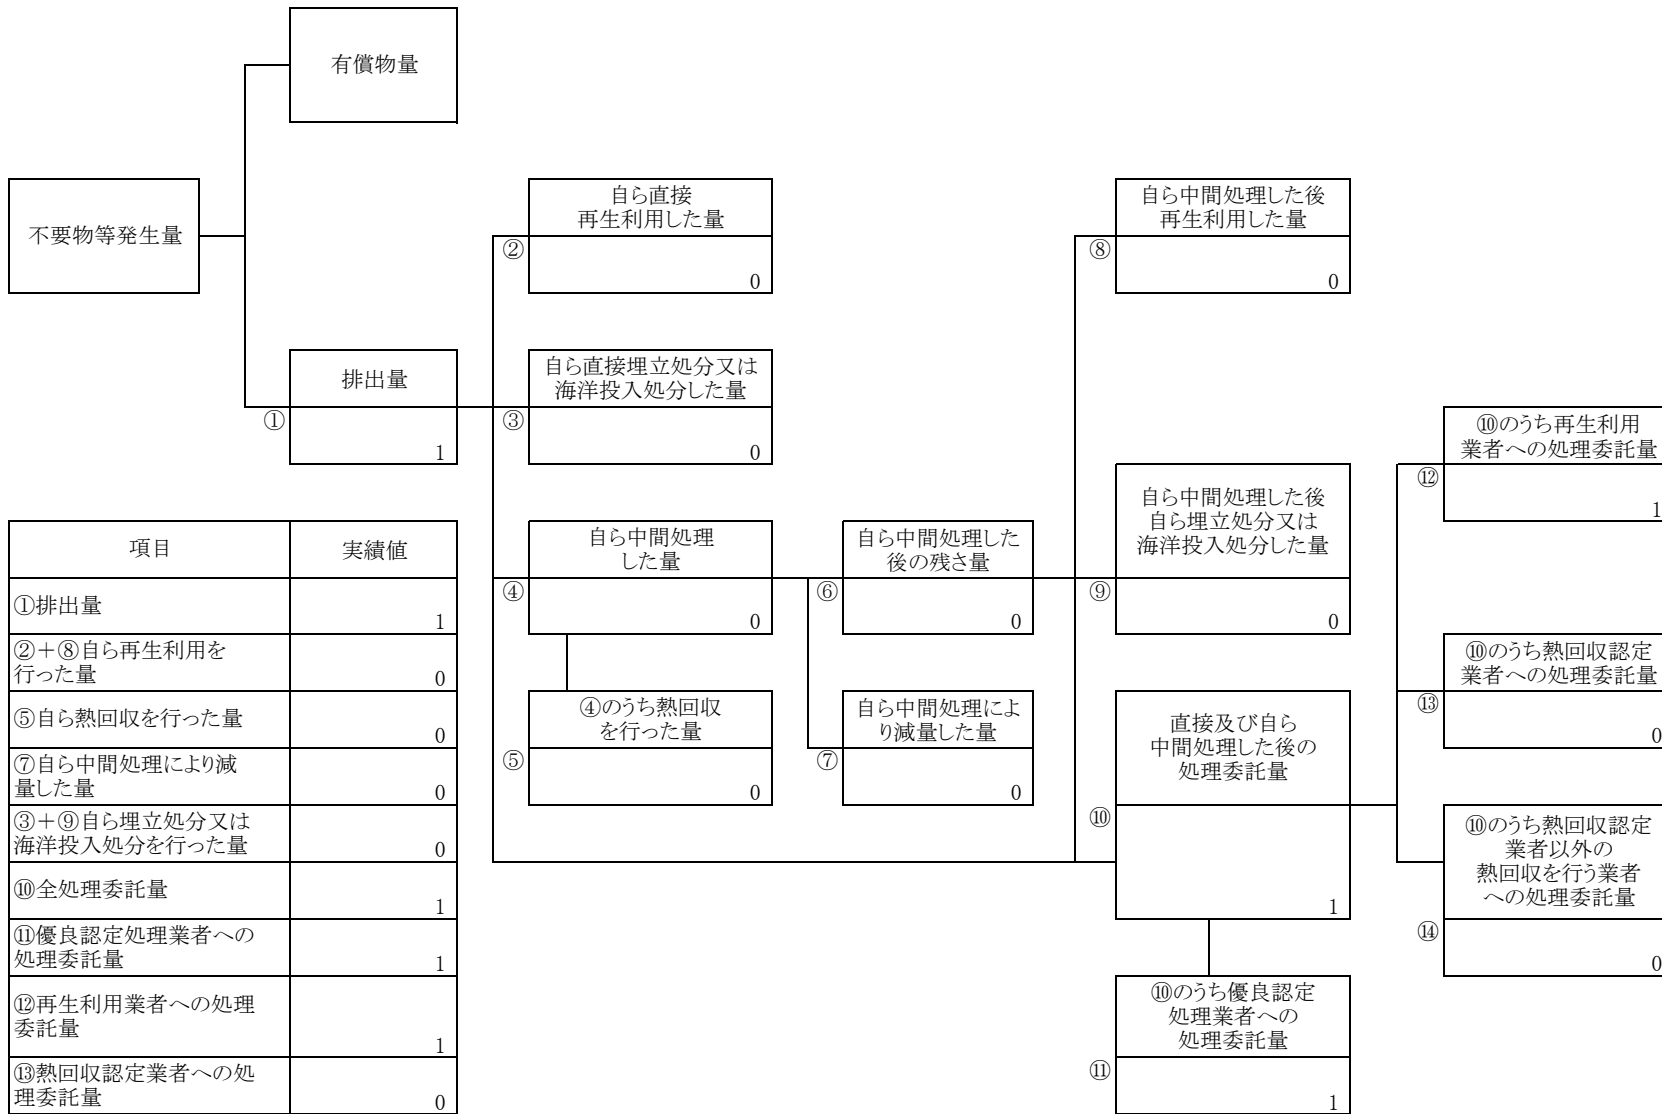 有償物量
不要物等発生量
自ら直接
再生利用した量
②
0
自ら中間処理した後
再生利用した量
⑧
0
排出量
①
1
自ら直接埋立処分又は
海洋投入処分した量
③
0
⑩のうち再生利用
業者への処理委託量
⑫
1
自ら中間処理
した量
④
0
自ら中間処理した
後の残さ量
⑥
0
自ら中間処理した後
自ら埋立処分又は
海洋投入処分した量
⑨
0
⑩のうち熱回収認定
業者への処理委託量
⑬
0
④のうち熱回収
を行った量
⑤
0
自ら中間処理によ
り減量した量
⑦
0
直接及び自ら
中間処理した後の
処理委託量
⑩
1
⑩のうち熱回収認定
業者以外の
熱回収を行う業者
への処理委託量
⑭
0
⑩のうち優良認定
処理業者への
処理委託量
⑪
1
項目 実績値
①排出量 1
②＋⑧自ら再生利用を
行った量 0
⑤自ら熱回収を行った量 0
⑦自ら中間処理により減
量した量 0
③＋⑨自ら埋立処分又は
海洋投入処分を行った量 0
⑩全処理委託量 1
⑪優良認定処理業者への
処理委託量 1
⑫再生利用業者への処理
委託量 1
⑬熱回収認定業者への処
理委託量 0